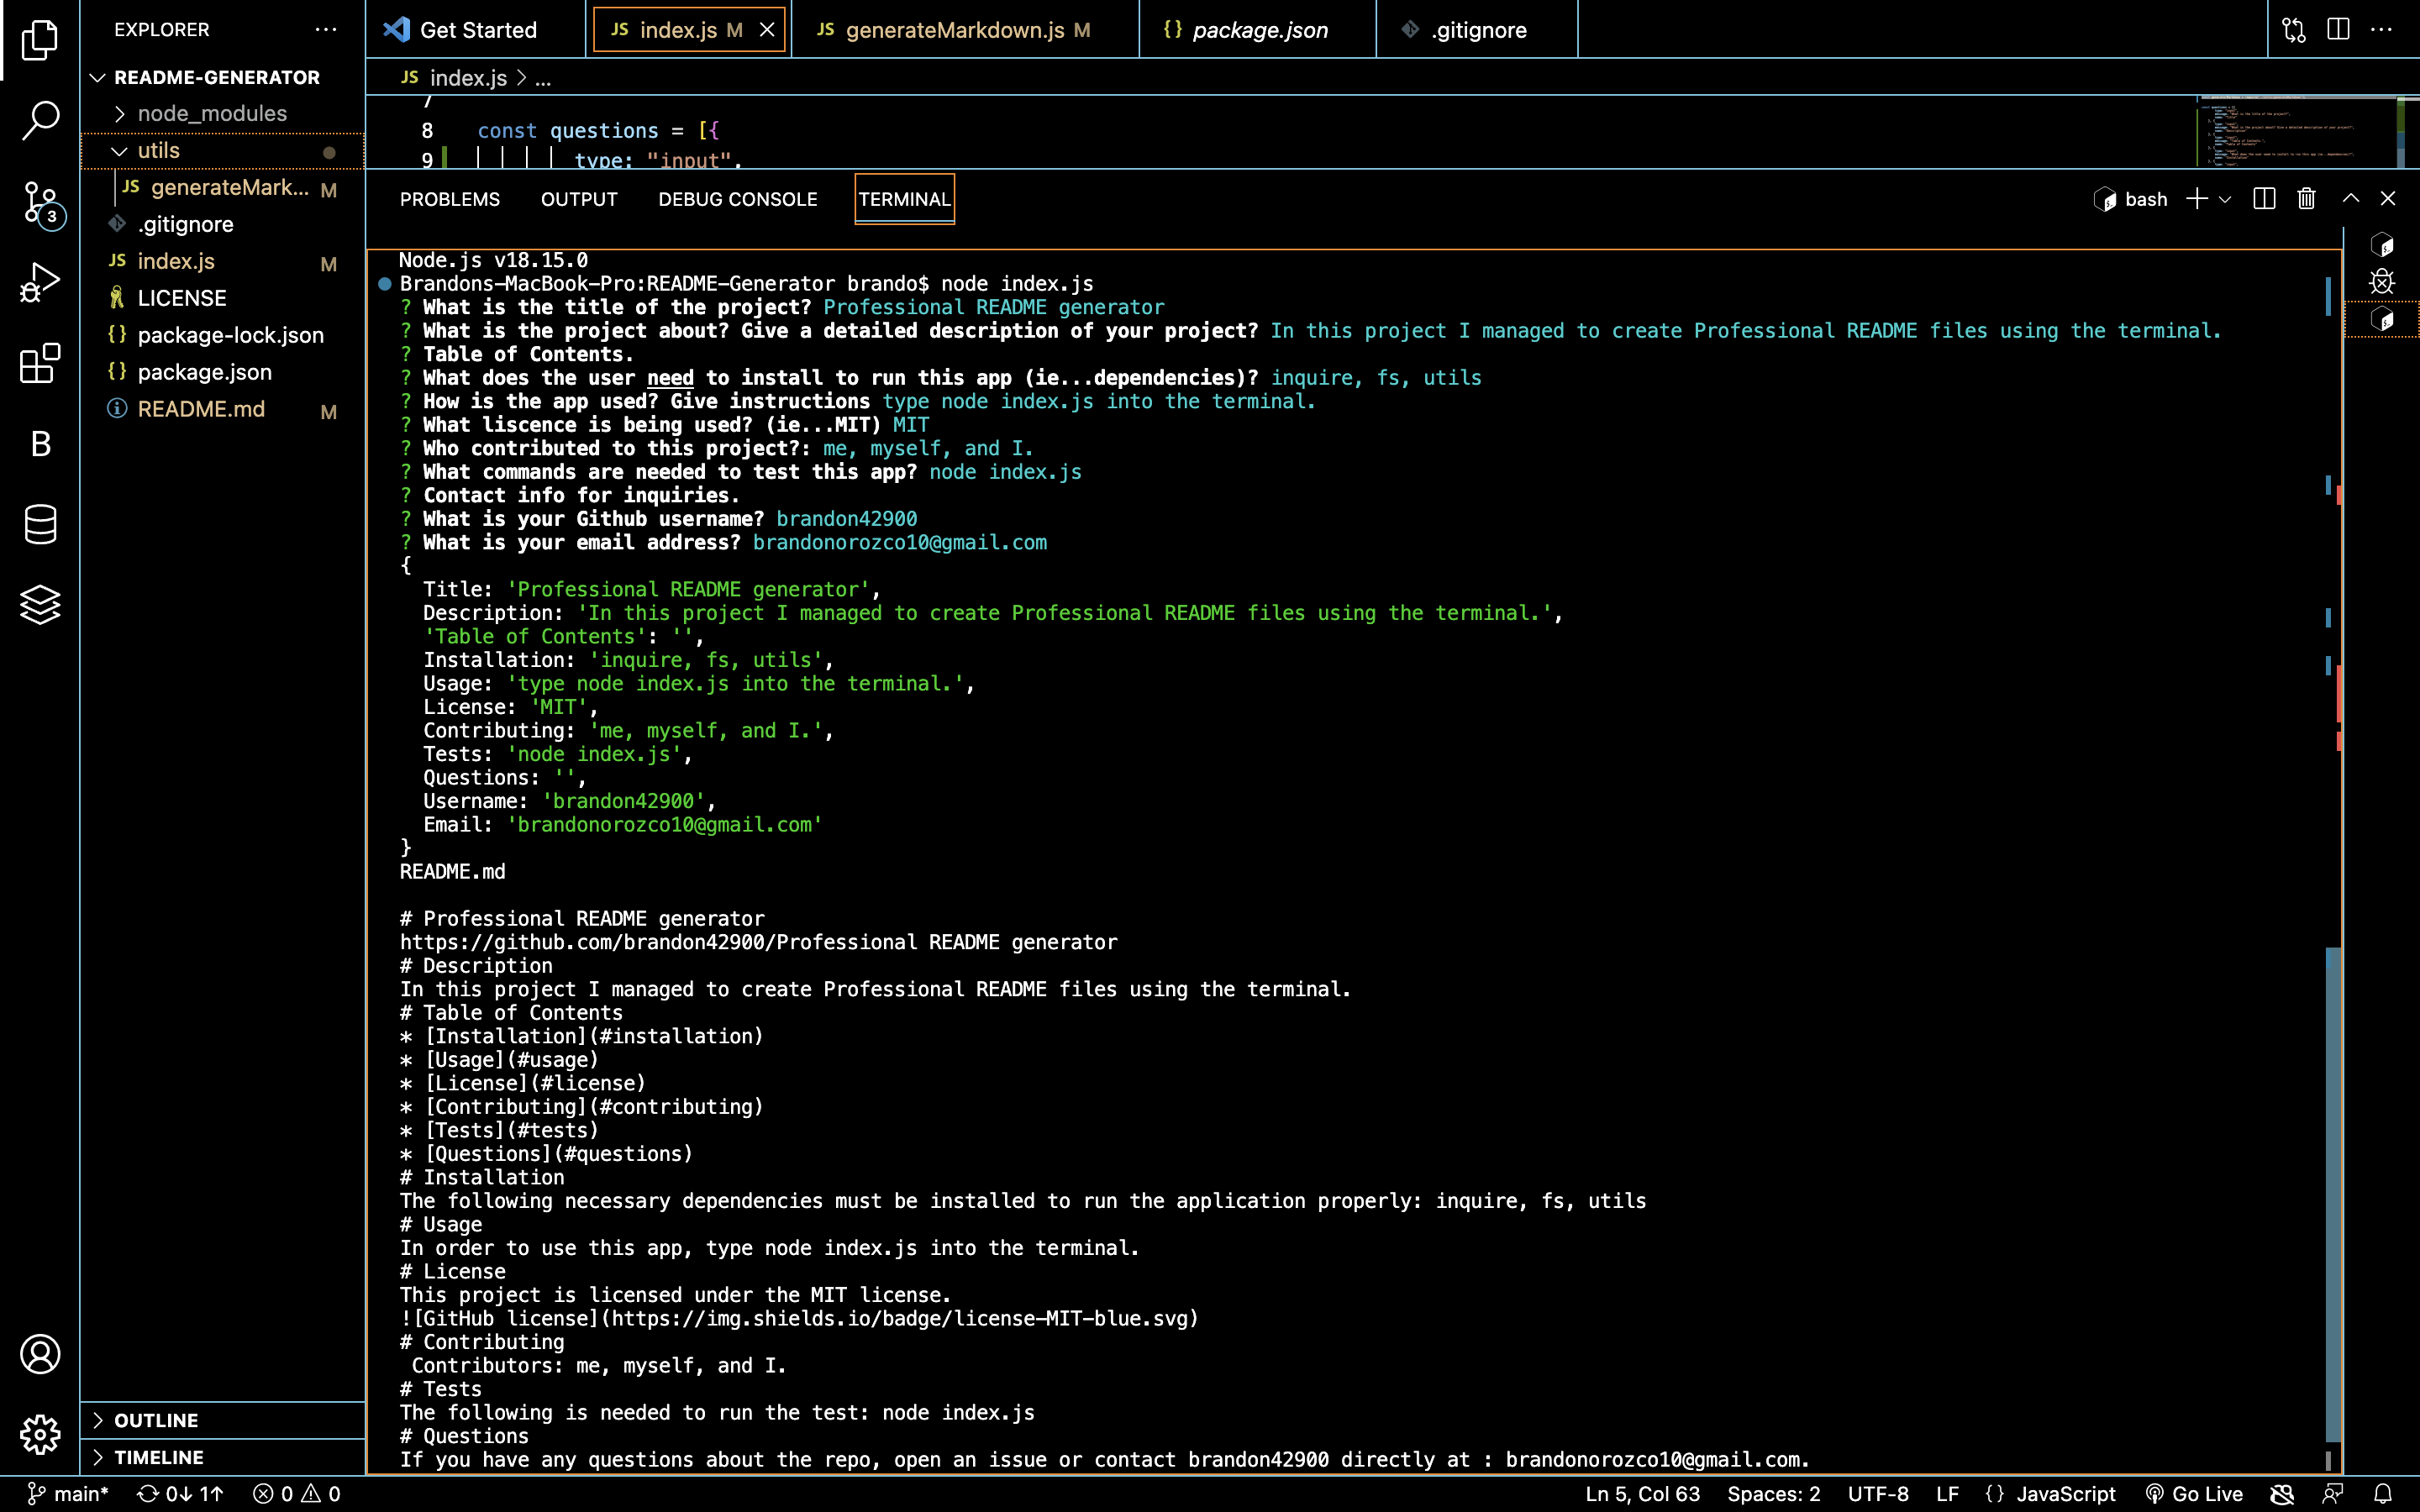 EXPLORER
Get Started
JS index.js M
JS generateMarkdown.js M
{} package.json
.gitignore
README-GENERATOR
node_modules
utils
JS generateMark... M
.gitignore
JS index.js M
LICENSE
{} package-lock.json
{} package.json
README.md M
3
B
OUTLINE
TIMELINE
JS index.js > ...
7
8 const questions = [{
9 type: "input",
PROBLEMS OUTPUT DEBUG CONSOLE TERMINAL
bash
Node.js v18.15.0
Brandons-MacBook-Pro:README-Generator brando$ node index.js
? What is the title of the project? Professional README generator
? What is the project about? Give a detailed description of your project? In this project I managed to create Professional README files using the terminal.
? Table of Contents.
? What does the user need to install to run this app (ie...dependencies)? inquire, fs, utils
? How is the app used? Give instructions type node index.js into the terminal.
? What liscence is being used? (ie...MIT) MIT
? Who contributed to this project?: me, myself, and I.
? What commands are needed to test this app? node index.js
? Contact info for inquiries.
? What is your Github username? brandon42900
? What is your email address? brandonorozco10@gmail.com
{
Title: 'Professional README generator',
Description: 'In this project I managed to create Professional README files using the terminal.',
'Table of Contents': '',
Installation: 'inquire, fs, utils',
Usage: 'type node index.js into the terminal.',
License: 'MIT',
Contributing: 'me, myself, and I.',
Tests: 'node index.js',
Questions: '',
Username: 'brandon42900',
Email: 'brandonorozco10@gmail.com'
}
README.md
# Professional README generator
https://github.com/brandon42900/Professional README generator
# Description
In this project I managed to create Professional README files using the terminal.
# Table of Contents
* [Installation](#installation)
* [Usage](#usage)
* [License](#license)
* [Contributing](#contributing)
* [Tests](#tests)
* [Questions](#questions)
# Installation
The following necessary dependencies must be installed to run the application properly: inquire, fs, utils
# Usage
In order to use this app, type node index.js into the terminal.
# License
This project is licensed under the MIT license.
![GitHub license](https://img.shields.io/badge/license-MIT-blue.svg)
# Contributing
Contributors: me, myself, and I.
# Tests
The following is needed to run the test: node index.js
# Questions
If you have any questions about the repo, open an issue or contact brandon42900 directly at : brandonorozco10@gmail.com.
main* 0↓ 1↑ 0 0 Ln 5, Col 63 Spaces: 2 UTF-8 LF {} JavaScript Go Live